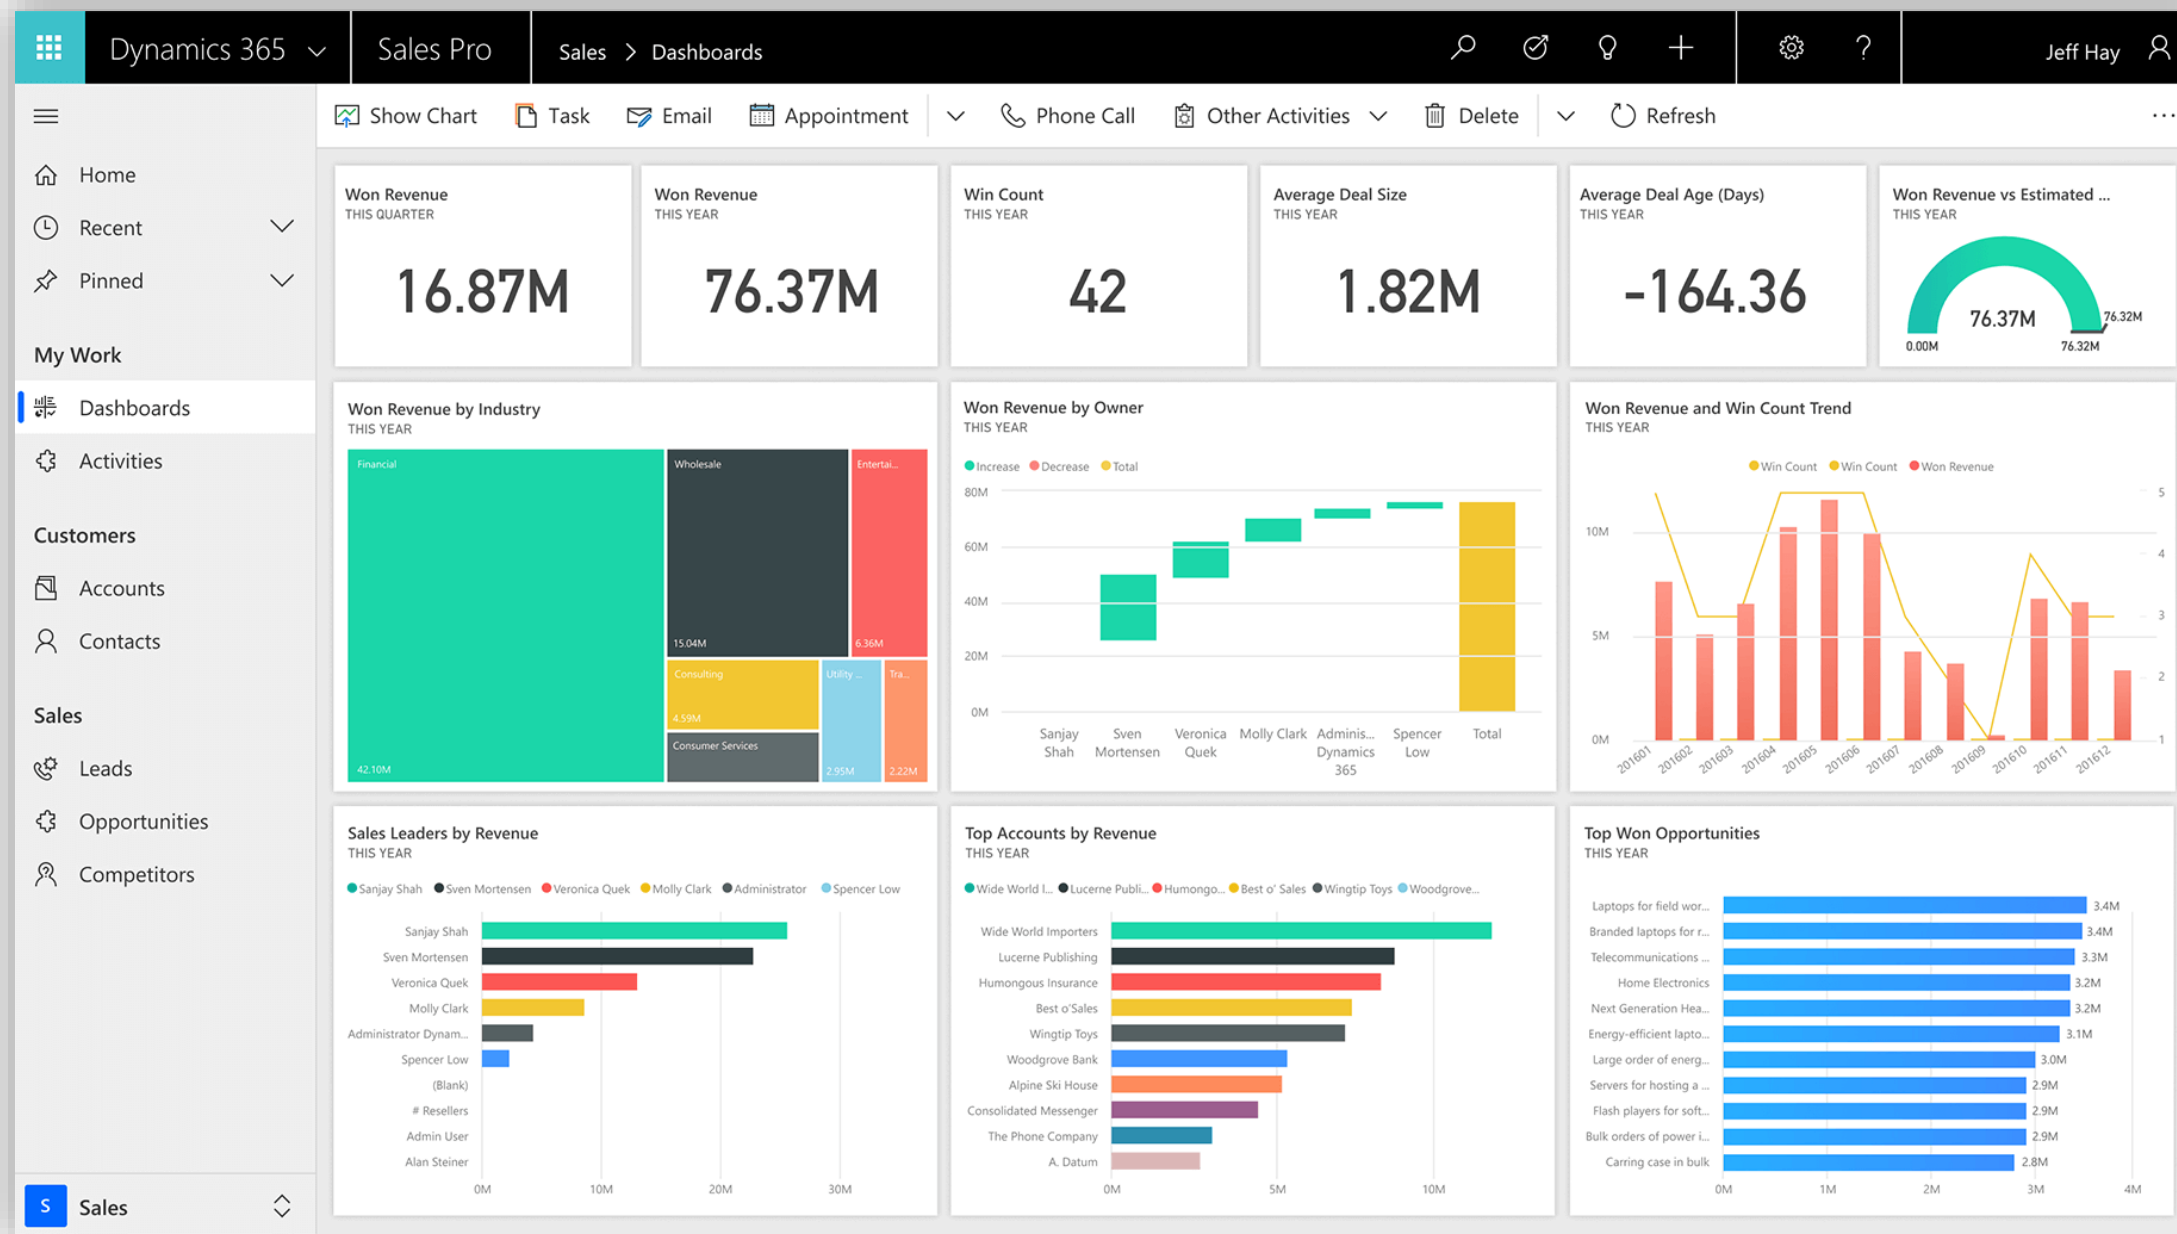 Dynamics 365
Sales Pro
Sales > Dashboards
?
Jeff Hay
Show Chart
Task
Email
Appointment
Phone Call
Other Activities
Delete
Refresh
...
Home
Recent
Pinned
My Work
Dashboards
Activities
Customers
Accounts
Contacts
Sales
Leads
Opportunities
Competitors
S
Sales
Won Revenue
THIS QUARTER
16.87M
Won Revenue
THIS YEAR
76.37M
Win Count
THIS YEAR
42
Average Deal Size
THIS YEAR
1.82M
Average Deal Age (Days)
THIS YEAR
-164.36
Won Revenue vs Estimated ...
THIS YEAR
76.37M
76.32M
0.00M
76.32M
Won Revenue by Industry
THIS YEAR
Financial
42.10M
Wholesale
15.04M
Entertai...
6.36M
Consulting
4.59M
Consumer Services
Utility ...
2.95M
Tra...
2.22M
Won Revenue by Owner
THIS YEAR
Increase Decrease Total
80M
60M
40M
20M
0M
Sanjay
Shah
Sven
Mortensen
Veronica
Quek
Molly Clark
Adminis...
Dynamics
365
Spencer
Low
Total
Won Revenue and Win Count Trend
THIS YEAR
Win Count Win Count Won Revenue
10M
5M
0M
5
4
3
2
1
201601
201602
201603
201604
201605
201606
201607
201608
201609
201610
201611
201612
Sales Leaders by Revenue
THIS YEAR
Sanjay Shah Sven Mortensen Veronica Quek Molly Clark Administrator Spencer Low
Sanjay Shah
Sven Mortensen
Veronica Quek
Molly Clark
Administrator Dynam...
Spencer Low
(Blank)
# Resellers
Admin User
Alan Steiner
0M 10M 20M 30M
Top Accounts by Revenue
THIS YEAR
Wide World I... Lucerne Publi... Humongo... Best o' Sales Wingtip Toys Woodgrove...
Wide World Importers
Lucerne Publishing
Humongous Insurance
Best o'Sales
Wingtip Toys
Woodgrove Bank
Alpine Ski House
Consolidated Messenger
The Phone Company
A. Datum
0M 5M 10M
Top Won Opportunities
THIS YEAR
Laptops for field wor... 3.4M
Branded laptops for r... 3.4M
Telecommunications ... 3.3M
Home Electronics 3.2M
Next Generation Hea... 3.2M
Energy-efficient lapto... 3.1M
Large order of energ... 3.0M
Servers for hosting a ... 2.9M
Flash players for soft... 2.9M
Bulk orders of power i... 2.9M
Carring case in bulk 2.8M
0M 1M 2M 3M 4M